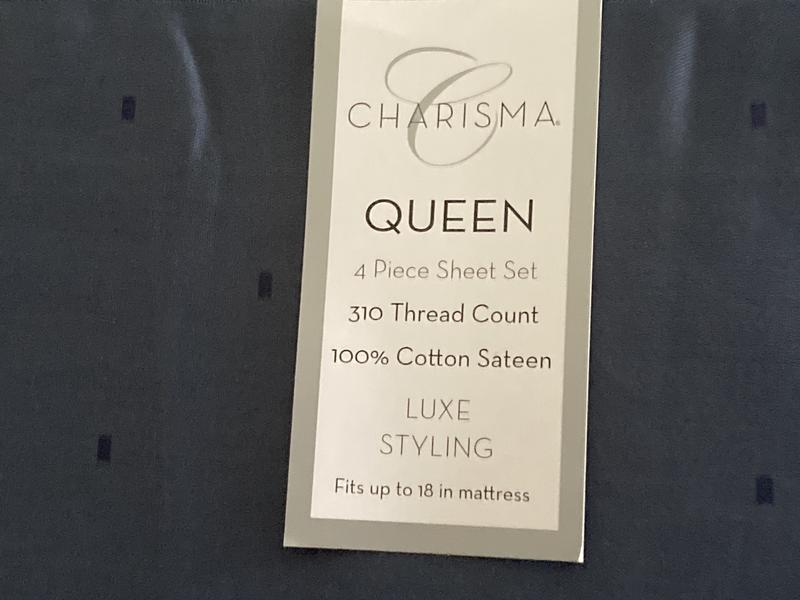 C
CHARISMA®
QUEEN
4 Piece Sheet Set
310 Thread Count
100% Cotton Sateen
LUXE
STYLING
Fits up to 18 in mattress